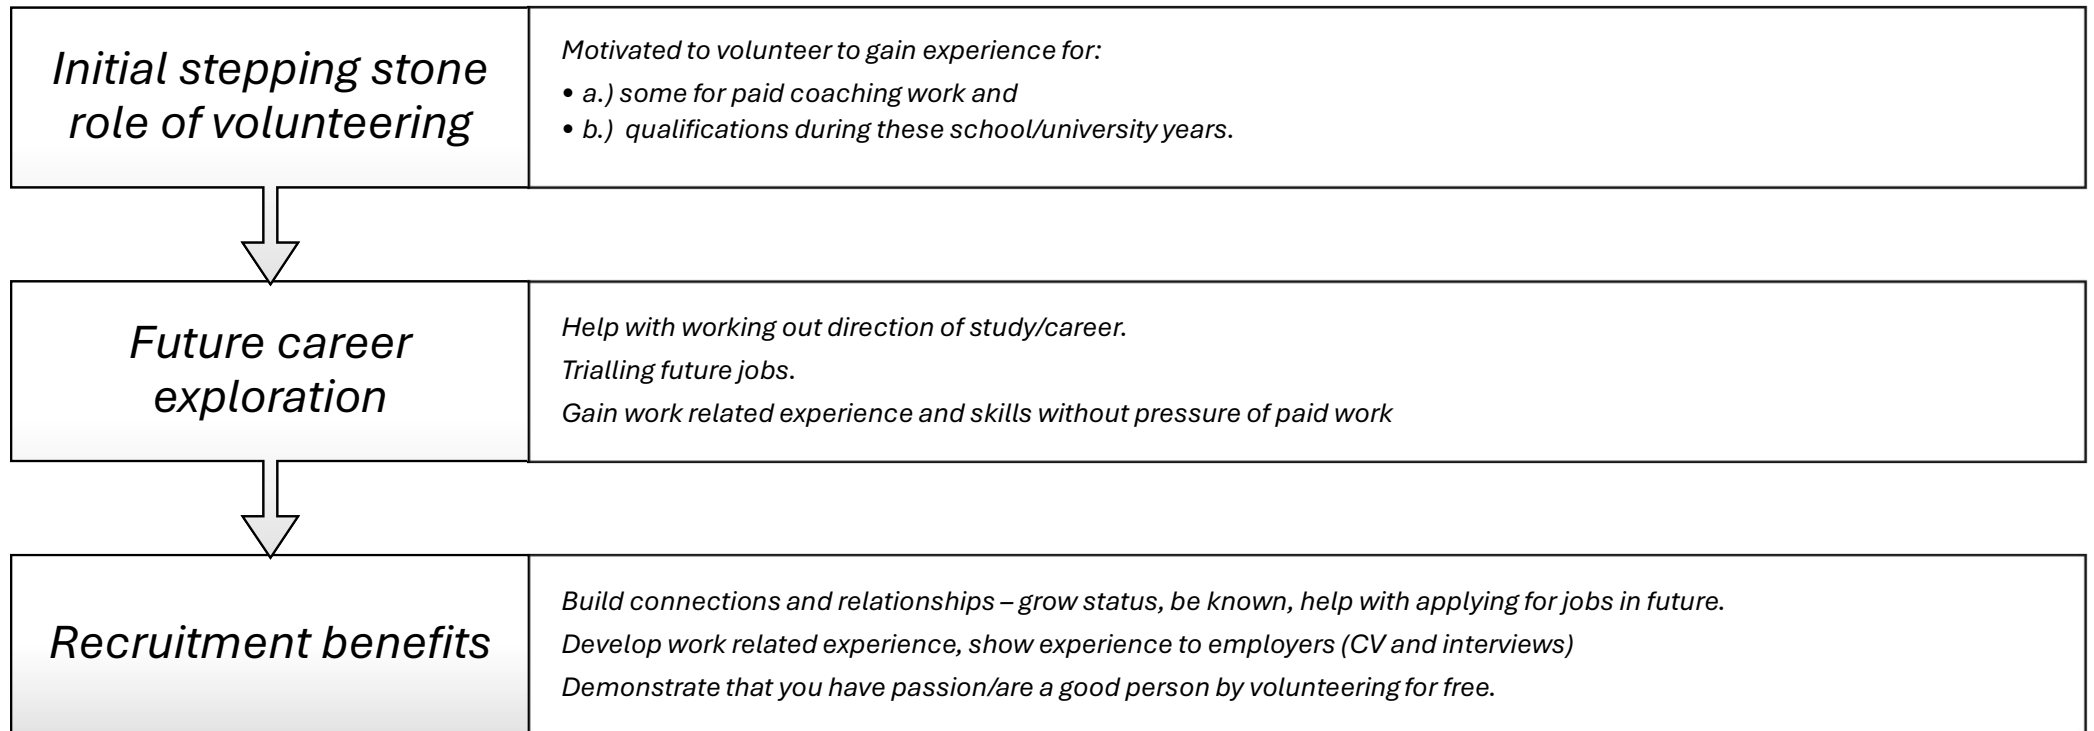 Initial stepping stone
role of volunteering
Motivated to volunteer to gain experience for:
• a.) some for paid coaching work and
• b.) qualifications during these school/university years.
Future career
exploration
Help with working out direction of study/career.
Trialling future jobs.
Gain work related experience and skills without pressure of paid work
Recruitment benefits
Build connections and relationships – grow status, be known, help with applying for jobs in future.
Develop work related experience, show experience to employers (CV and interviews)
Demonstrate that you have passion/are a good person by volunteering for free.